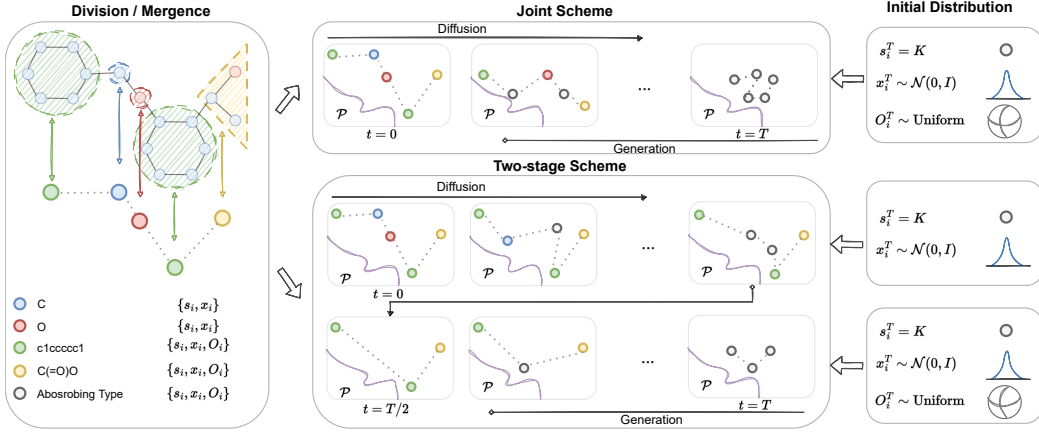 Division / Mergence
C
{s_i, x_i}
O
{s_i, x_i}
c1ccccc1
{s_i, x_i, O_i}
C(=O)O
{s_i, x_i, O_i}
Abosrobing Type
{s_i, x_i, O_i}
Joint Scheme
Diffusion
...
𝒫
𝒫
𝒫
t = 0
t = T
Generation
Two-stage Scheme
Diffusion
...
𝒫
𝒫
𝒫
t = 0
...
𝒫
𝒫
𝒫
t = T/2
t = T
Generation
Initial Distribution
s_i^T = K
x_i^T ∼ 𝒩(0, I)
O_i^T ∼ Uniform
s_i^T = K
x_i^T ∼ 𝒩(0, I)
s_i^T = K
x_i^T ∼ 𝒩(0, I)
O_i^T ∼ Uniform